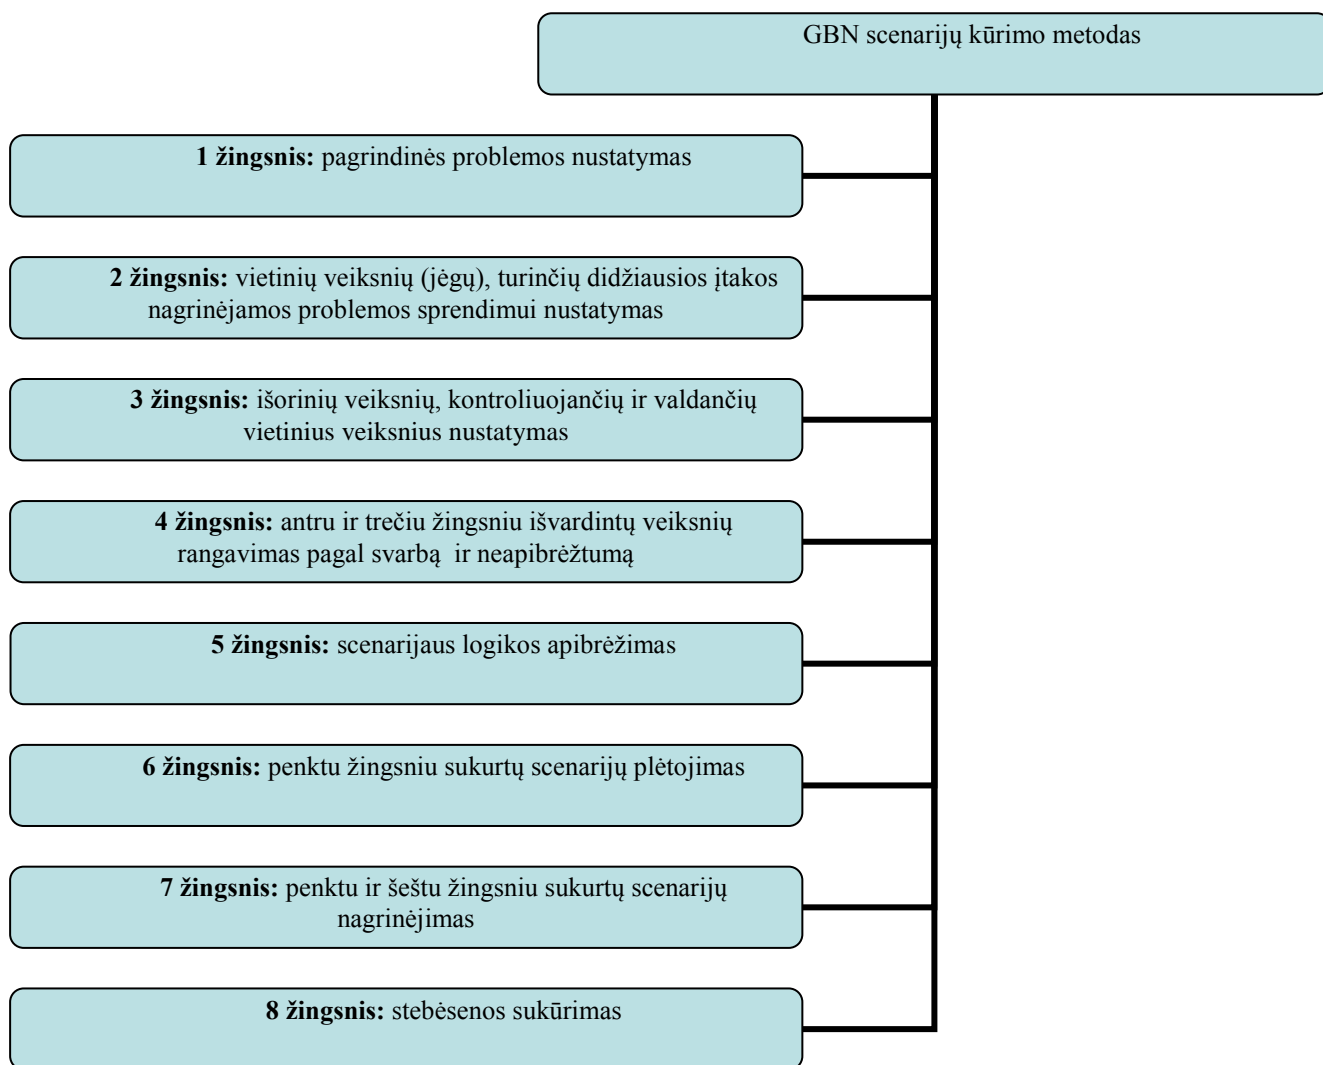 GBN scenarijų kūrimo metodas
1 žingsnis: pagrindinės problemos nustatymas
2 žingsnis: vietinių veiksnių (jėgų), turinčių didžiausios įtakos
nagrinėjamos problemos sprendimui nustatymas
3 žingsnis: išorinių veiksnių, kontroliuojančių ir valdančių
vietinius veiksnius nustatymas
4 žingsnis: antru ir trečiu žingsniu išvardintų veiksnių
rangavimas pagal svarbą ir neapibrėžtumą
5 žingsnis: scenarijaus logikos apibrėžimas
6 žingsnis: penktu žingsniu sukurtų scenarijų plėtojimas
7 žingsnis: penktu ir šeštu žingsniu sukurtų scenarijų
nagrinėjimas
8 žingsnis: stebėsenos sukūrimas